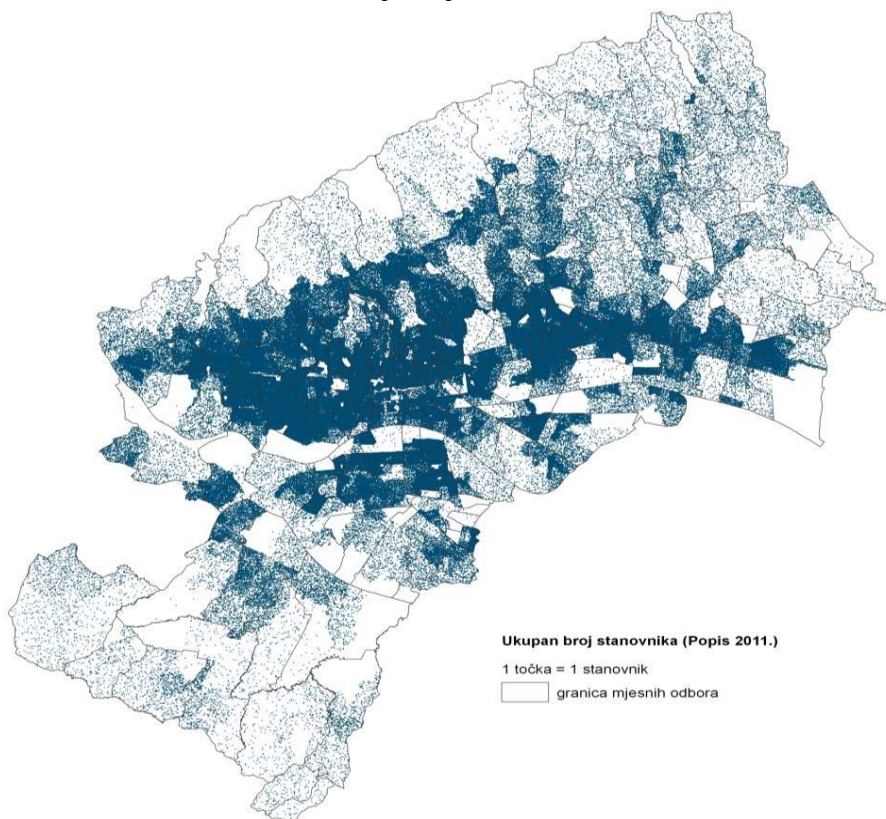 Ukupan broj stanovnika (Popis 2011.)
1 točka = 1 stanovnik
granica mjesnih odbora